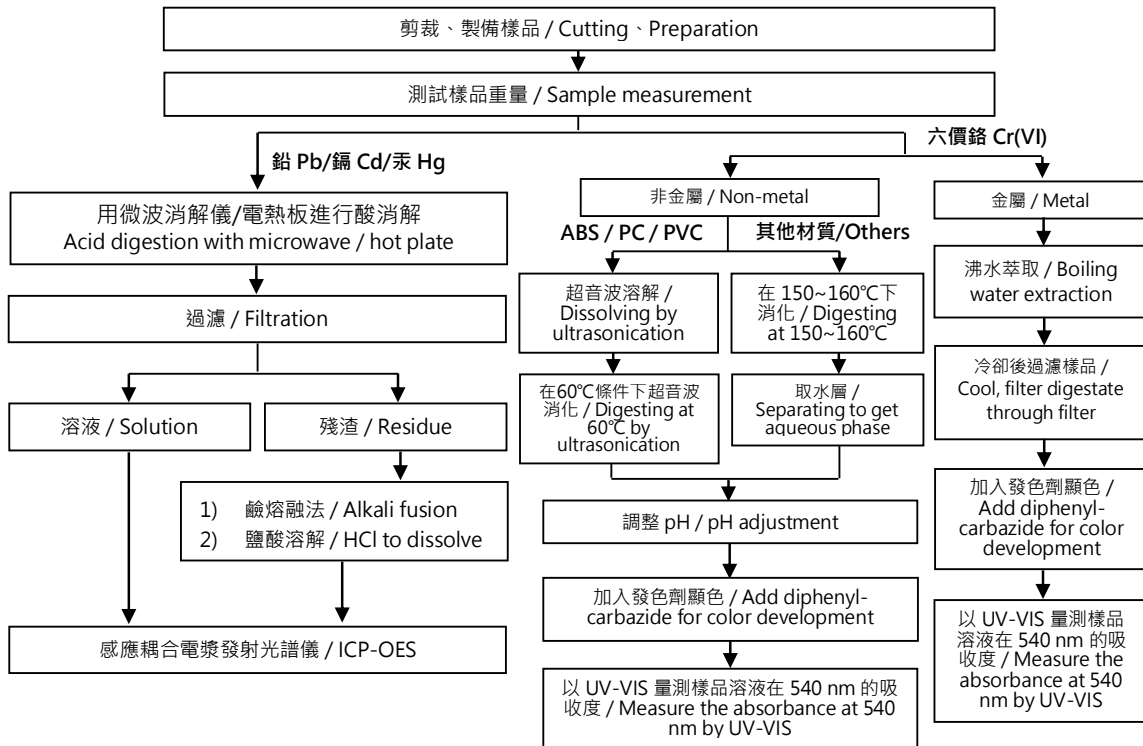 剪裁、製備樣品 / Cutting、Preparation
測試樣品重量 / Sample measurement
鉛 Pb/鎘 Cd/汞 Hg
六價鉻 Cr(VI)
用微波消解儀/電熱板進行酸消解
Acid digestion with microwave / hot plate
非金屬 / Non-metal
金屬 / Metal
ABS / PC / PVC
其他材質/Others
過濾 / Filtration
超音波溶解 /
Dissolving by
ultrasonication
在 150~160℃下
消化 / Digesting
at 150~160℃
沸水萃取 / Boiling
water extraction
溶液 / Solution
殘渣 / Residue
在60℃條件下超音波
消化 / Digesting at
60℃ by
ultrasonication
取水層 /
Separating to get
aqueous phase
冷卻後過濾樣品 /
Cool, filter digestate
through filter
1) 鹼熔融法 / Alkali fusion
2) 鹽酸溶解 / HCl to dissolve
調整 pH / pH adjustment
加入發色劑顯色 /
Add diphenyl-
carbazide for color
development
加入發色劑顯色 / Add diphenyl-
carbazide for color development
感應耦合電漿發射光譜儀 / ICP-OES
以 UV-VIS 量測樣品溶液在 540 nm 的吸
收度 / Measure the absorbance at 540
nm by UV-VIS
以 UV-VIS 量測樣品
溶液在 540 nm 的吸
收度 / Measure the
absorbance at 540
nm by UV-VIS